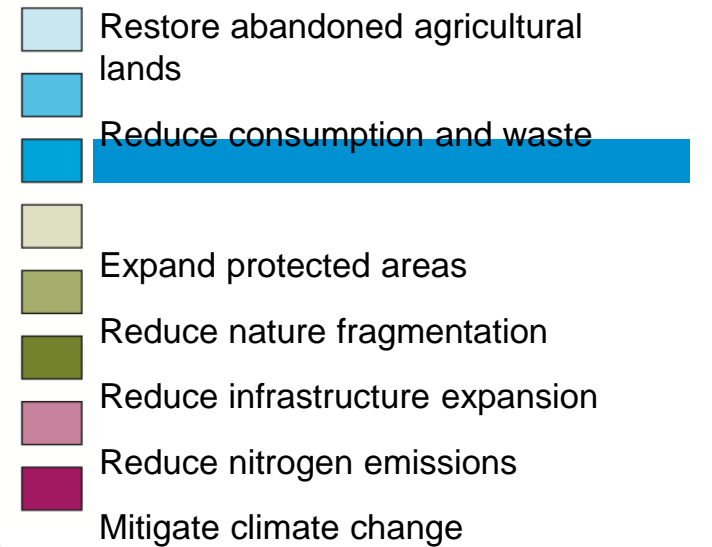 Restore abandoned agricultural
lands
Reduce consumption and waste
Expand protected areas
Reduce nature fragmentation
Reduce infrastructure expansion
Reduce nitrogen emissions
Mitigate climate change